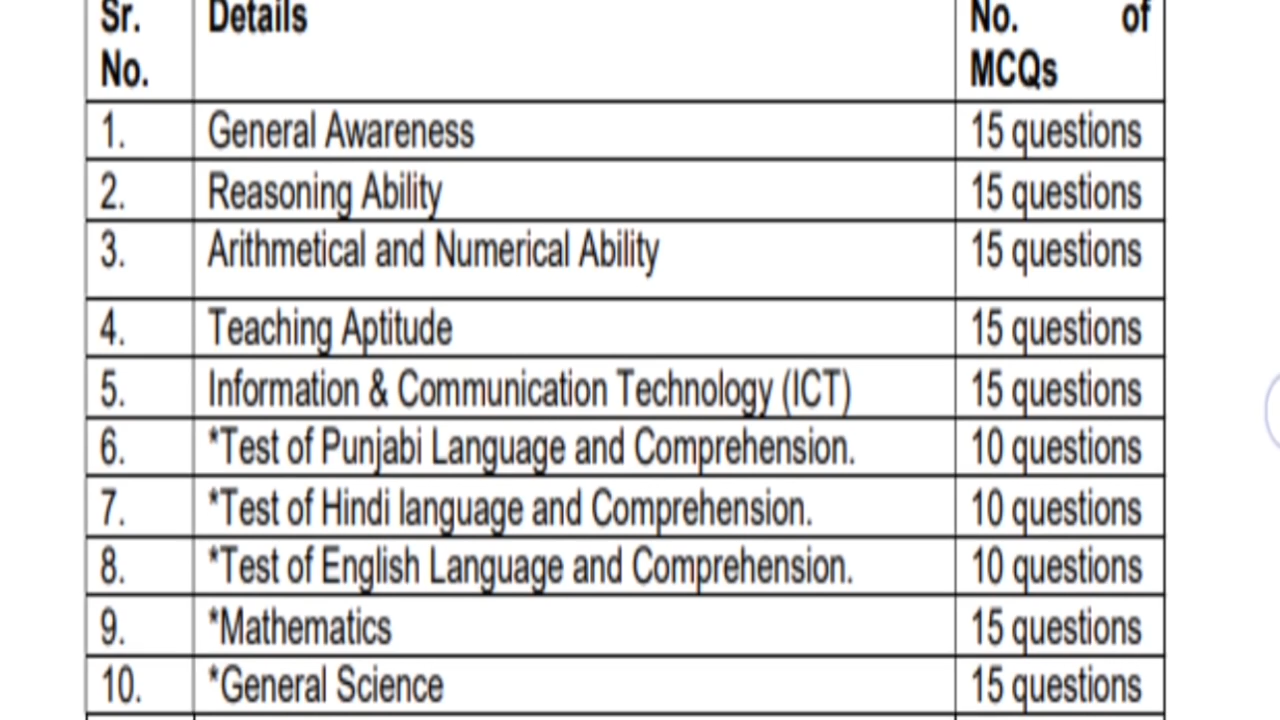 Sr. No. Details No. of MCQs
1. General Awareness 15 questions
2. Reasoning Ability 15 questions
3. Arithmetical and Numerical Ability 15 questions
4. Teaching Aptitude 15 questions
5. Information & Communication Technology (ICT) 15 questions
6. *Test of Punjabi Language and Comprehension. 10 questions
7. *Test of Hindi language and Comprehension. 10 questions
8. *Test of English Language and Comprehension. 10 questions
9. *Mathematics 15 questions
10. *General Science 15 questions